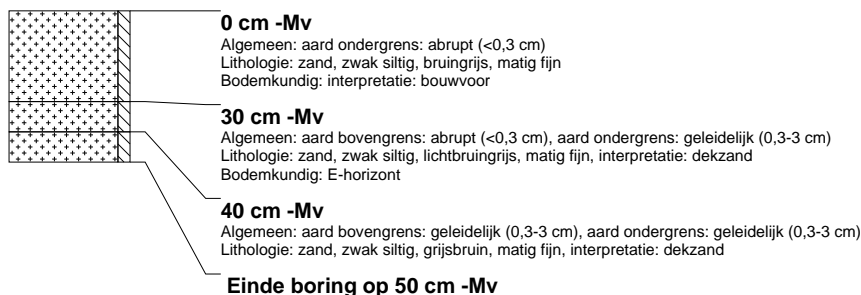 0 cm -Mv
Algemeen: aard ondergrens: abrupt (<0,3 cm)
Lithologie: zand, zwak siltig, bruingrijs, matig fijn
Bodemkundig: interpretatie: bouwvoor
30 cm -Mv
Algemeen: aard bovengrens: abrupt (<0,3 cm), aard ondergrens: geleidelijk (0,3-3 cm)
Lithologie: zand, zwak siltig, lichtbruingrijs, matig fijn, interpretatie: dekzand
Bodemkundig: E-horizont
40 cm -Mv
Algemeen: aard bovengrens: geleidelijk (0,3-3 cm), aard ondergrens: geleidelijk (0,3-3 cm)
Lithologie: zand, zwak siltig, grijsbruin, matig fijn, interpretatie: dekzand
Einde boring op 50 cm -Mv